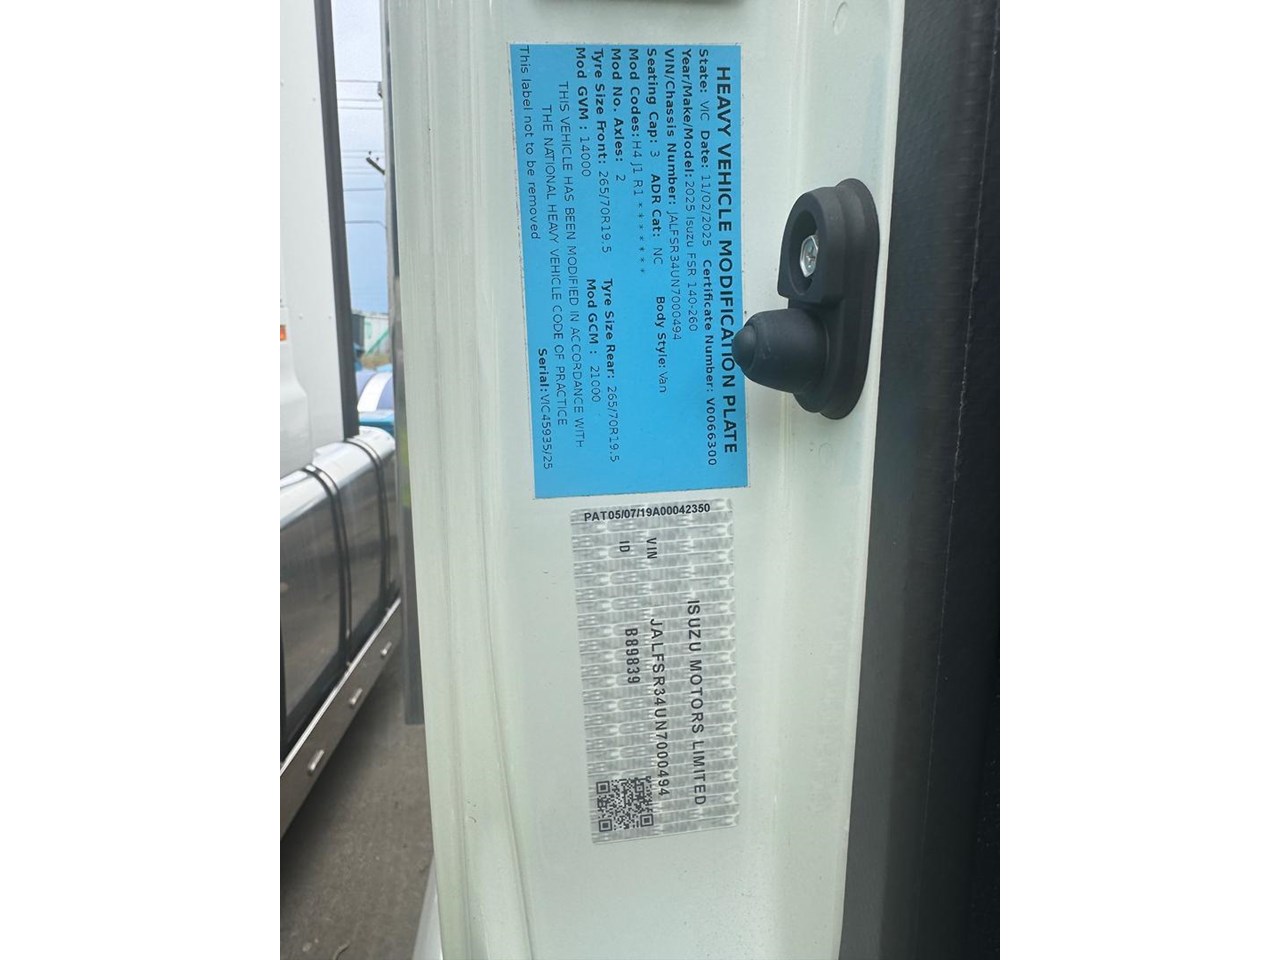 HEAVY VEHICLE MODIFICATION PLATE
State: VIC Date: 11/02/2025 Certificate Number: V0066300
Year/Make/Model: 2025 Isuzu FSR 140-260
VIN/Chassis Number: JALFSR34UN7000494
Seating Cap: 3 ADR Cat: NC Body Style: Van
Mod Codes: H4 J1 R1 * * * * * * *
Mod No. Axles: 2
Tyre Size Front: 265/70R19.5 Tyre Size Rear: 265/70R19.5
Mod GVM : 14000 Mod GCM : 21000
THIS VEHICLE HAS BEEN MODIFIED IN ACCORDANCE WITH
THE NATIONAL HEAVY VEHICLE CODE OF PRACTICE
This label not to be removed Serial: VIC45935/25
PAT05/07/19A00042350
ISUZU MOTORS LIMITED
VIN JALFSR34UN7000494
ID B89839